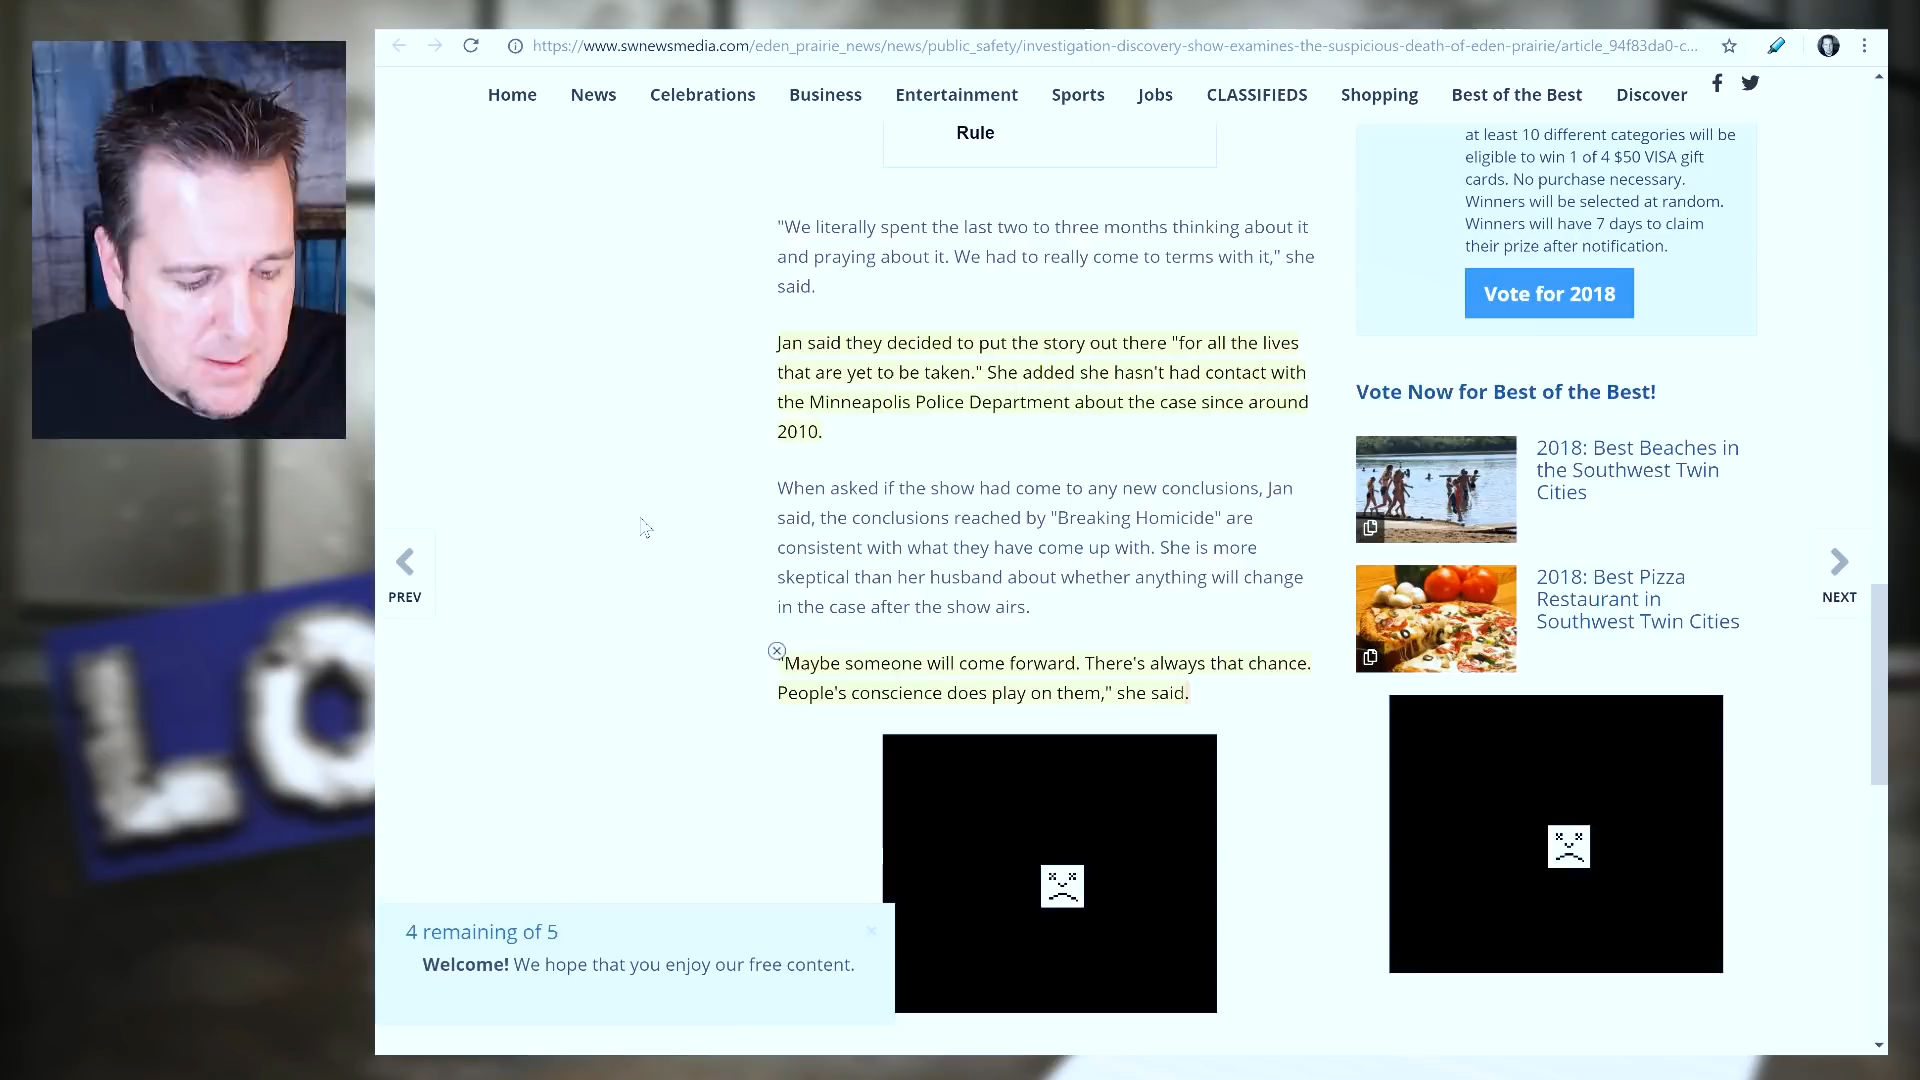 https://www.swnewsmedia.com/eden_prairie_news/news/public_safety/investigation-discovery-show-examines-the-suspicious-death-of-eden-prairie/article_94f83da0-c...
Home News Celebrations Business Entertainment Sports Jobs CLASSIFIEDS Shopping Best of the Best Discover
Rule
"We literally spent the last two to three months thinking about it
and praying about it. We had to really come to terms with it," she
said.
Jan said they decided to put the story out there "for all the lives
that are yet to be taken." She added she hasn't had contact with
the Minneapolis Police Department about the case since around
2010.
When asked if the show had come to any new conclusions, Jan
said, the conclusions reached by "Breaking Homicide" are
consistent with what they have come up with. She is more
skeptical than her husband about whether anything will change
in the case after the show airs.
"Maybe someone will come forward. There's always that chance.
People's conscience does play on them," she said.
at least 10 different categories will be
eligible to win 1 of 4 $50 VISA gift
cards. No purchase necessary.
Winners will be selected at random.
Winners will have 7 days to claim
their prize after notification.
Vote for 2018
Vote Now for Best of the Best!
2018: Best Beaches in
the Southwest Twin
Cities
2018: Best Pizza
Restaurant in
Southwest Twin Cities
PREV
NEXT
4 remaining of 5
Welcome! We hope that you enjoy our free content.
LO